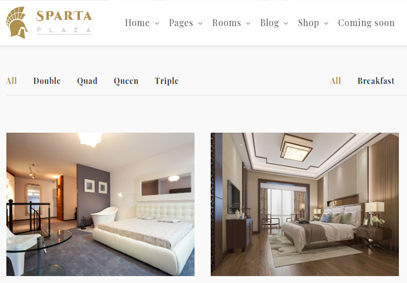 SPARTA
PLAZA
Home Pages Rooms Blog Shop Coming soon
All Double Quad Queen Triple All Breakfast